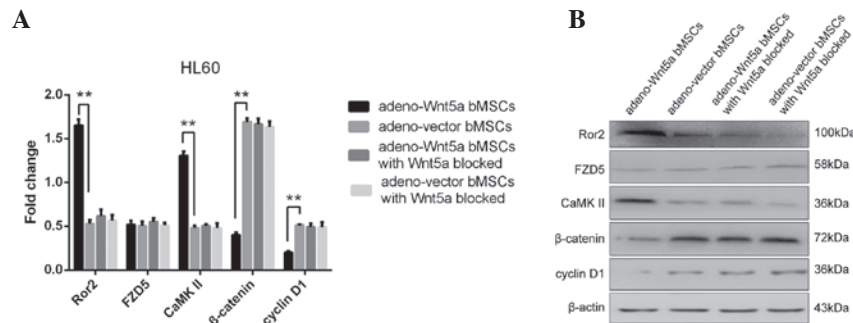 A
HL60
Fold change
2.0
1.5
1.0
0.5
0.0
**
**
**
**
Ror2
FZD5
CaMK II
β-catenin
cyclin D1
adeno-Wnt5a bMSCs
adeno-vector bMSCs
adeno-Wnt5a bMSCs
with Wnt5a blocked
adeno-vector bMSCs
with Wnt5a blocked
B
adeno-Wnt5a bMSCs
adeno-vector bMSCs
adeno-Wnt5a bMSCs
with Wnt5a blocked
adeno-vector bMSCs
with Wnt5a blocked
Ror2 100kDa
FZD5 58kDa
CaMK II 36kDa
β-catenin 72kDa
cyclin D1 36kDa
β-actin 43kDa